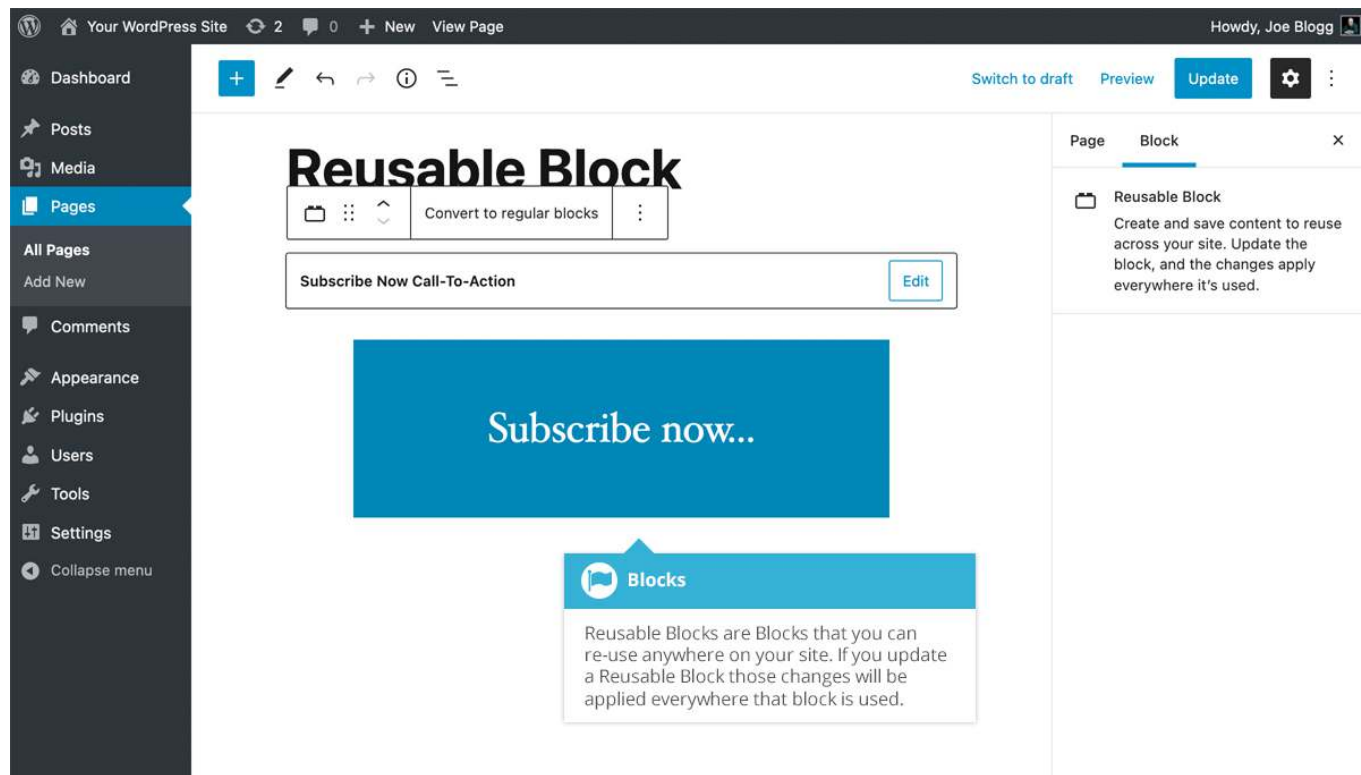 Your WordPress Site 2 0 New View Page Howdy, Joe Blogg
Dashboard
Posts
Media
Pages
All Pages
Add New
Comments
Appearance
Plugins
Users
Tools
Settings
Collapse menu
Switch to draft Preview Update
Reusable Block
Convert to regular blocks
Subscribe Now Call-To-Action Edit
Subscribe now...
Blocks
Reusable Blocks are Blocks that you can
re-use anywhere on your site. If you update
a Reusable Block those changes will be
applied everywhere that block is used.
Page Block
Reusable Block
Create and save content to reuse
across your site. Update the
block, and the changes apply
everywhere it's used.